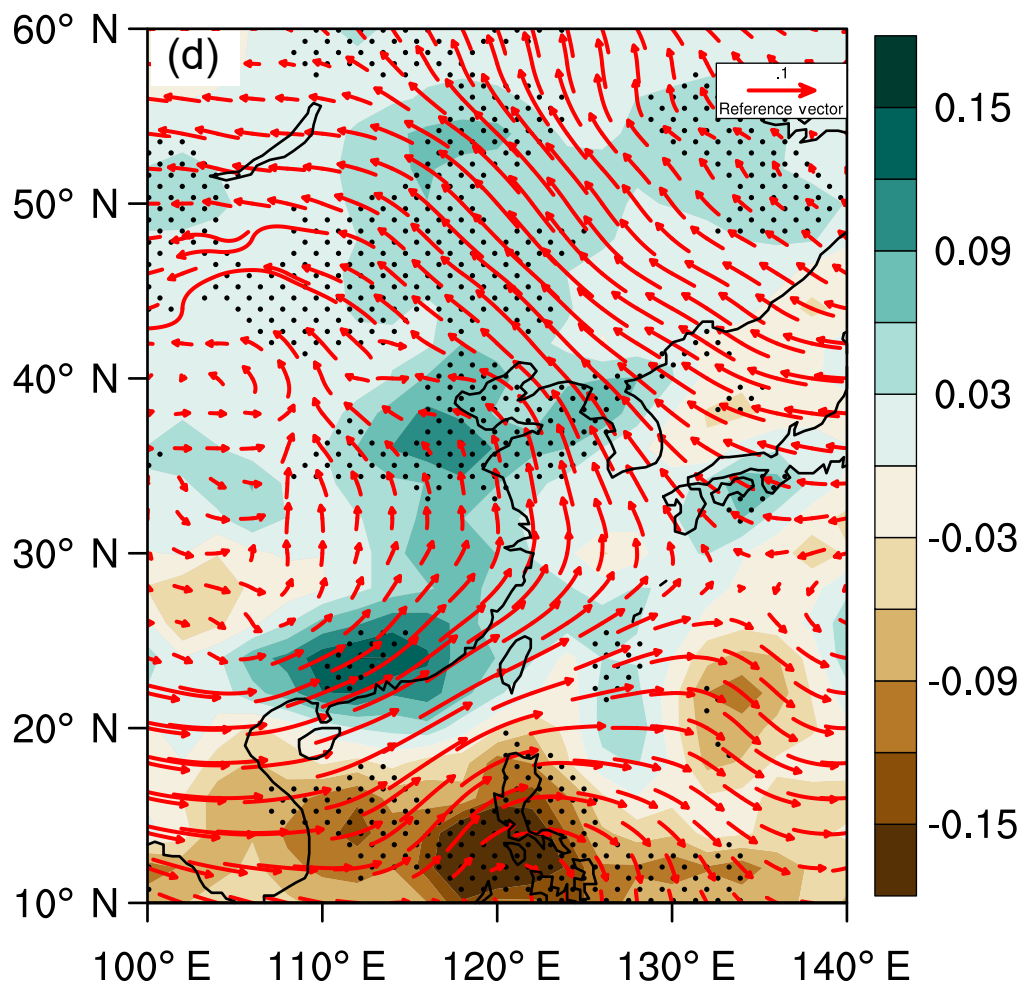 60° N
(d)
.1
Reference vector
0.15
50° N
0.09
40° N
0.03
30° N
-0.03
20° N
-0.09
-0.15
10° N
100° E 110° E 120° E 130° E 140° E